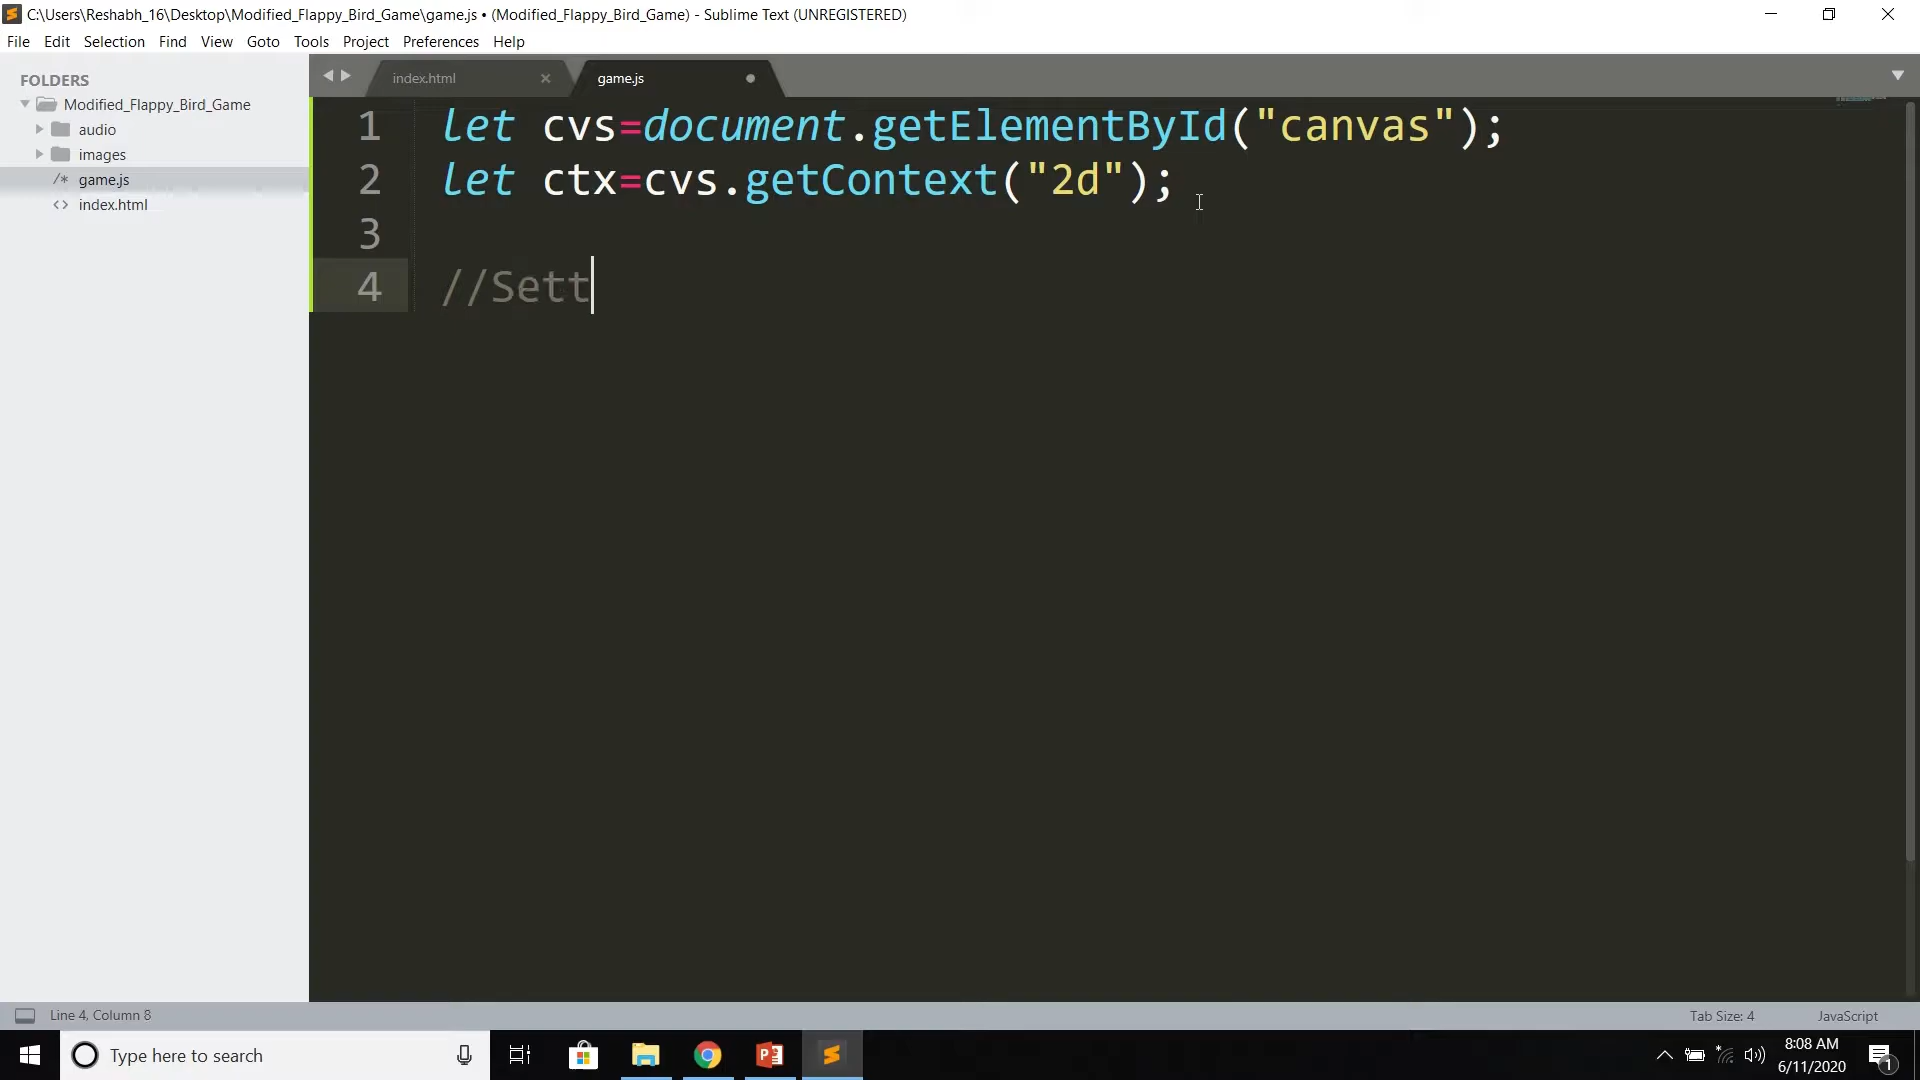 C:\Users\Reshabh_16\Desktop\Modified_Flappy_Bird_Game\game.js • (Modified_Flappy_Bird_Game) - Sublime Text (UNREGISTERED)
File Edit Selection Find View Goto Tools Project Preferences Help
FOLDERS
Modified_Flappy_Bird_Game
audio
images
/* game.js
<> index.html
index.html
game.js
1 let cvs=document.getElementById("canvas");
2 let ctx=cvs.getContext("2d");
3
4 //Sett
Line 4, Column 8
Tab Size: 4
JavaScript
Type here to search
8:08 AM
6/11/2020
1